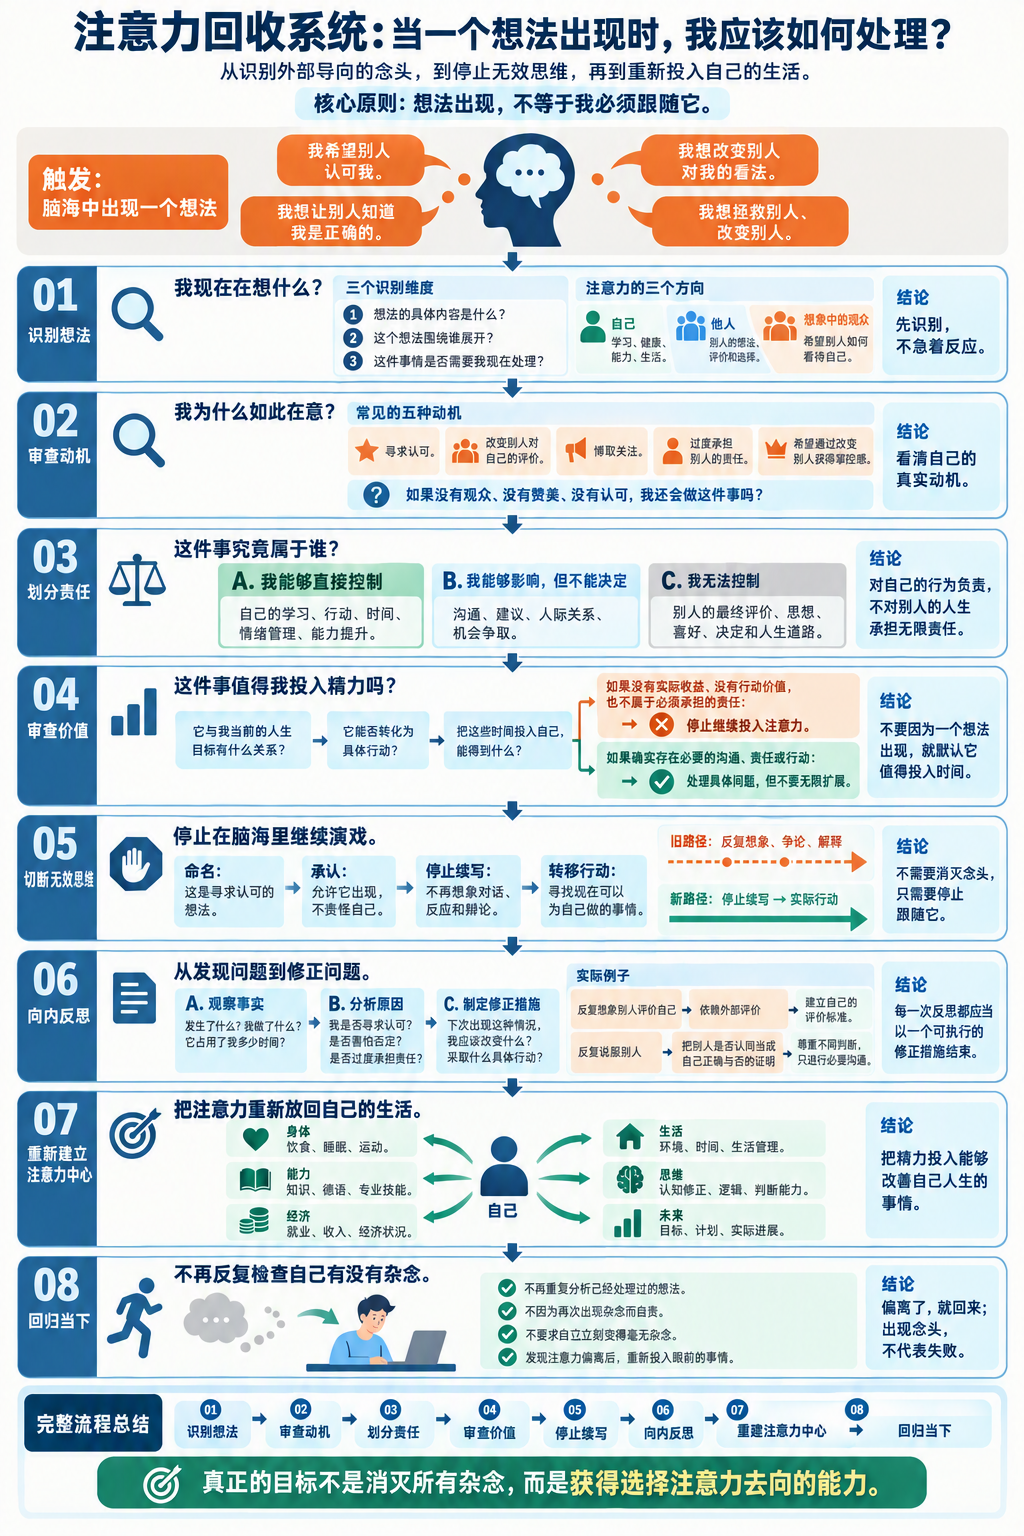 注意力回收系统：当一个想法出现时，我应该如何处理？
从识别外部导向的念头，到停止无效思维，再到重新投入自己的生活。
核心原则：想法出现，不等于我必须跟随它。
触发：
脑海中出现一个想法
我希望别人
认可我。
我想让别人知道
我是正确的。
我想改变别人
对我的看法。
我想拯救别人、
改变别人。
01
识别想法
我现在在想什么？
三个识别维度
1 想法的具体内容是什么？
2 这个想法围绕谁展开？
3 这件事情是否需要我现在处理？
注意力的三个方向
自己
学习、健康、
能力、生活。
他人
别人的想法、
评价和选择。
想象中的观众
希望别人如何
看待自己。
结论
先识别，
不急着反应。
02
审查动机
我为什么如此在意？
常见的五种动机
寻求认可。
改变别人对
自己的评价。
博取关注。
过度承担
别人的责任。
希望通过改变
别人获得掌控感。
? 如果没有观众、没有赞美、没有认可，我还会做这件事吗？
结论
看清自己的
真实动机。
03
划分责任
这件事究竟属于谁？
A. 我能够直接控制
自己的学习、行动、时间、
情绪管理、能力提升。
B. 我能够影响，但不能决定
沟通、建议、人际关系、
机会争取。
C. 我无法控制
别人的最终评价、思想、
喜好、决定和人生道路。
结论
对自己的行为负责，
不对别人的人生
承担无限责任。
04
审查价值
这件事值得我投入精力吗？
它与我当前的人生
目标有什么关系？
它能否转化为
具体行动？
把这些时间投入自己，
能得到什么？
如果没有实际收益、没有行动价值，
也不属于必须承担的责任：
→ 停止继续投入注意力。
如果确实存在必要的沟通、责任或行动：
→ 处理具体问题，但不要无限扩展。
结论
不要因为一个想法
出现，就默认它
值得投入时间。
05
切断无效思维
停止在脑海里继续演戏。
命名：
这是寻求认可的
想法。
承认：
允许它出现，
不责怪自己。
停止续写：
不再想象对话、
反应和辩论。
转移行动：
寻找现在可以
为自己做的事情。
旧路径：反复想象、争论、解释
新路径：停止续写 → 实际行动
结论
不需要消灭念头，
只需要停止
跟随它。
06
向内反思
从发现问题到修正问题。
A. 观察事实
发生了什么？我做了什么？
它占用了我多少时间？
B. 分析原因
我是否寻求认可？
是否害怕否定？
是否过度承担责任？
C. 制定修正措施
下次出现这种情况，
我应该改变什么？
采取什么具体行动？
实际例子
反复想象别人评价自己
依赖外部评价
建立自己的
评价标准。
反复说服别人
把别人是否认同当成
自己正确与否的证明
尊重不同判断，
只进行必要沟通。
结论
每一次反思都应当
以一个可执行的
修正措施结束。
07
重新建立
注意力中心
把注意力重新放回自己的生活。
身体
饮食、睡眠、运动。
能力
知识、德语、专业技能。
经济
就业、收入、经济状况。
自己
生活
环境、时间、生活管理。
思维
认知修正、逻辑、判断能力。
未来
目标、计划、实际进展。
结论
把精力投入能够
改善自己人生的
事情。
08
回归当下
不再反复检查自己有没有杂念。
不再重复分析己经处理过的想法。
不因为再次出现杂念而自责。
不要求自立立刻变得毫无杂念。
发现注意力偏离后，重新投入眼前的事情。
结论
偏离了，就回来；
出现念头，
不代表失败。
完整流程总结
01 识别想法
02 审查动机
03 划分责任
04 审查价值
05 停止续写
06 向内反思
07 重建注意力中心
08 回归当下
真正的目标不是消灭所有杂念，而是获得选择注意力去向的能力。